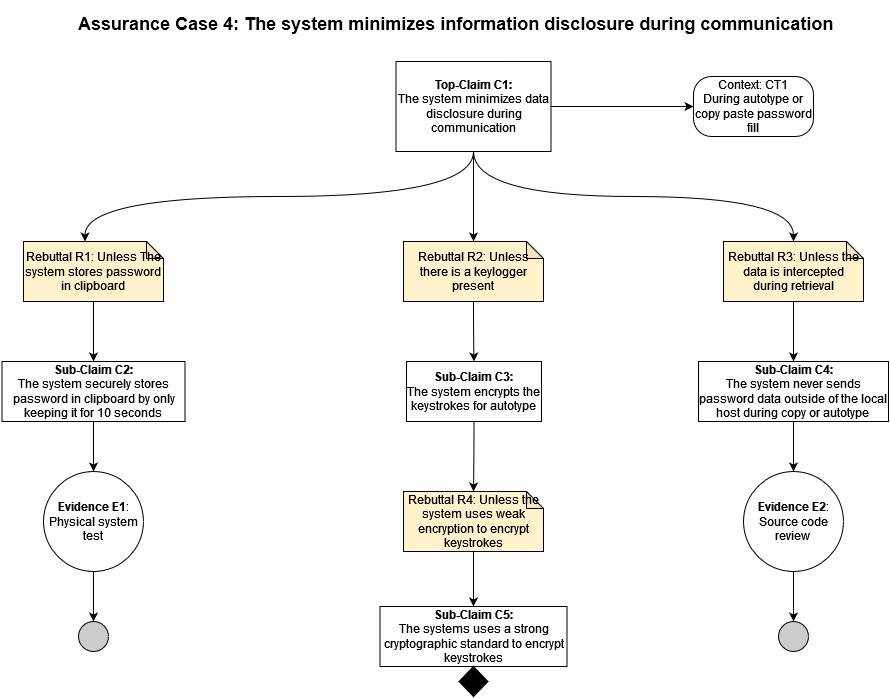 Assurance Case 4: The system minimizes information disclosure during communication
Top-Claim C1:
The system minimizes data
disclosure during
communication
Context: CT1
During autotype or
copy paste password
fill
Rebuttal R1: Unless The
system stores password
in clipboard
Rebuttal R2: Unless
there is a keylogger
present
Rebuttal R3: Unless the
data is intercepted
during retrieval
Sub-Claim C2:
The system securely stores
password in clipboard by only
keeping it for 10 seconds
Sub-Claim C3:
The system encrypts the
keystrokes for autotype
Sub-Claim C4:
The system never sends
password data outside of the local
host during copy or autotype
Evidence E1:
Physical system
test
Rebuttal R4: Unless the
system uses weak
encryption to encrypt
keystrokes
Evidence E2:
Source code
review
Sub-Claim C5:
The systems uses a strong
cryptographic standard to encrypt
keystrokes